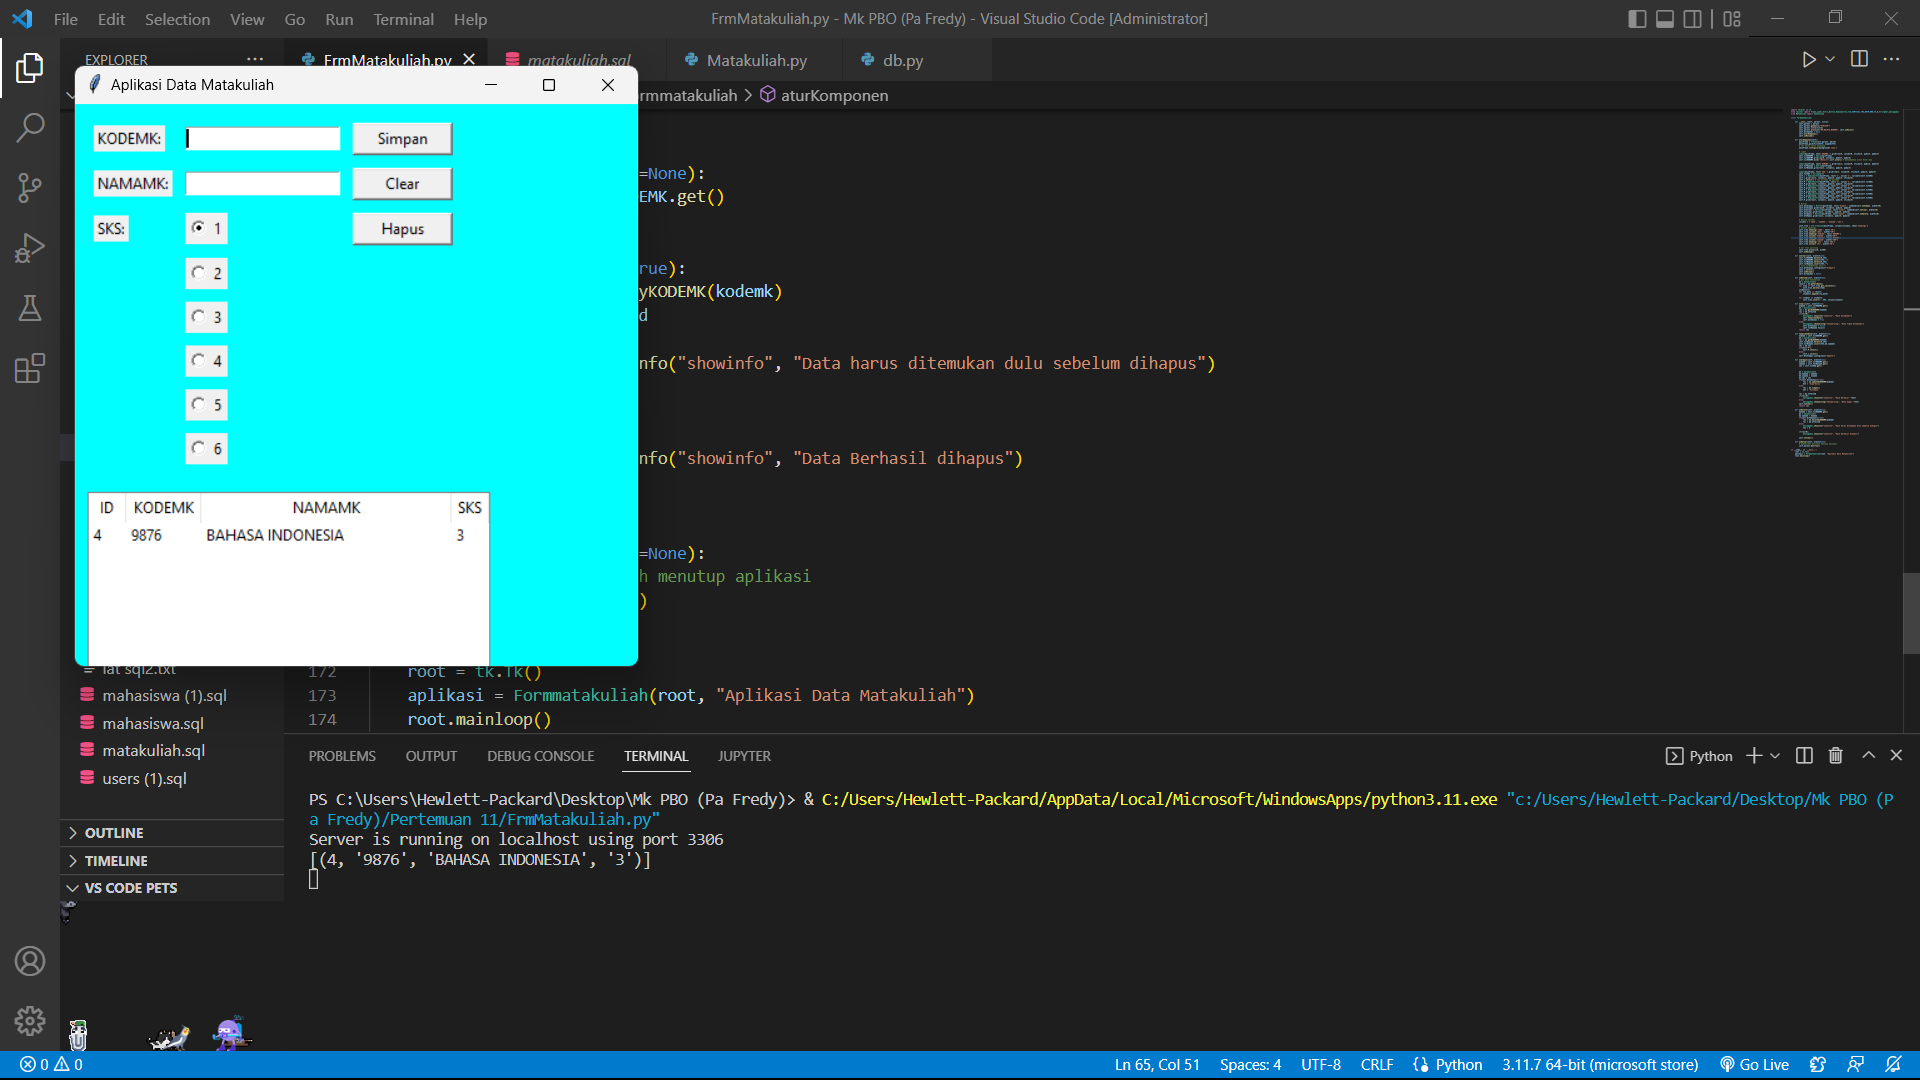 File Edit Selection View Go Run Terminal Help
FrmMatakuliah.py - Mk PBO (Pa Fredy) - Visual Studio Code [Administrator]
EXPLORER
FrmMatakuliah.py
matakuliah.sql
Matakuliah.py
db.py
ormmatakuliah > aturKomponen
Aplikasi Data Matakuliah
KODEMK:
Simpan
NAMAMK:
Clear
SKS:
1
Hapus
2
3
4
5
6
ID KODEMK NAMAMK SKS
4 9876 BAHASA INDONESIA 3
=None):
EMK.get()
rue):
yKODEMK(kodemk)
d
nfo("showinfo", "Data harus ditemukan dulu sebelum dihapus")
nfo("showinfo", "Data Berhasil dihapus")
=None):
h menutup aplikasi
)
172 root = tk.Tk()
173 aplikasi = Formmatakuliah(root, "Aplikasi Data Matakuliah")
174 root.mainloop()
lat sql2.txt
mahasiswa (1).sql
mahasiswa.sql
matakuliah.sql
users (1).sql
OUTLINE
TIMELINE
VS CODE PETS
PROBLEMS OUTPUT DEBUG CONSOLE TERMINAL JUPYTER
Python
PS C:\Users\Hewlett-Packard\Desktop\Mk PBO (Pa Fredy)> & C:/Users/Hewlett-Packard/AppData/Local/Microsoft/WindowsApps/python3.11.exe "c:/Users/Hewlett-Packard/Desktop/Mk PBO (P
a Fredy)/Pertemuan 11/FrmMatakuliah.py"
Server is running on localhost using port 3306
[(4, '9876', 'BAHASA INDONESIA', '3')]
0 0
Ln 65, Col 51 Spaces: 4 UTF-8 CRLF Python 3.11.7 64-bit (microsoft store) Go Live